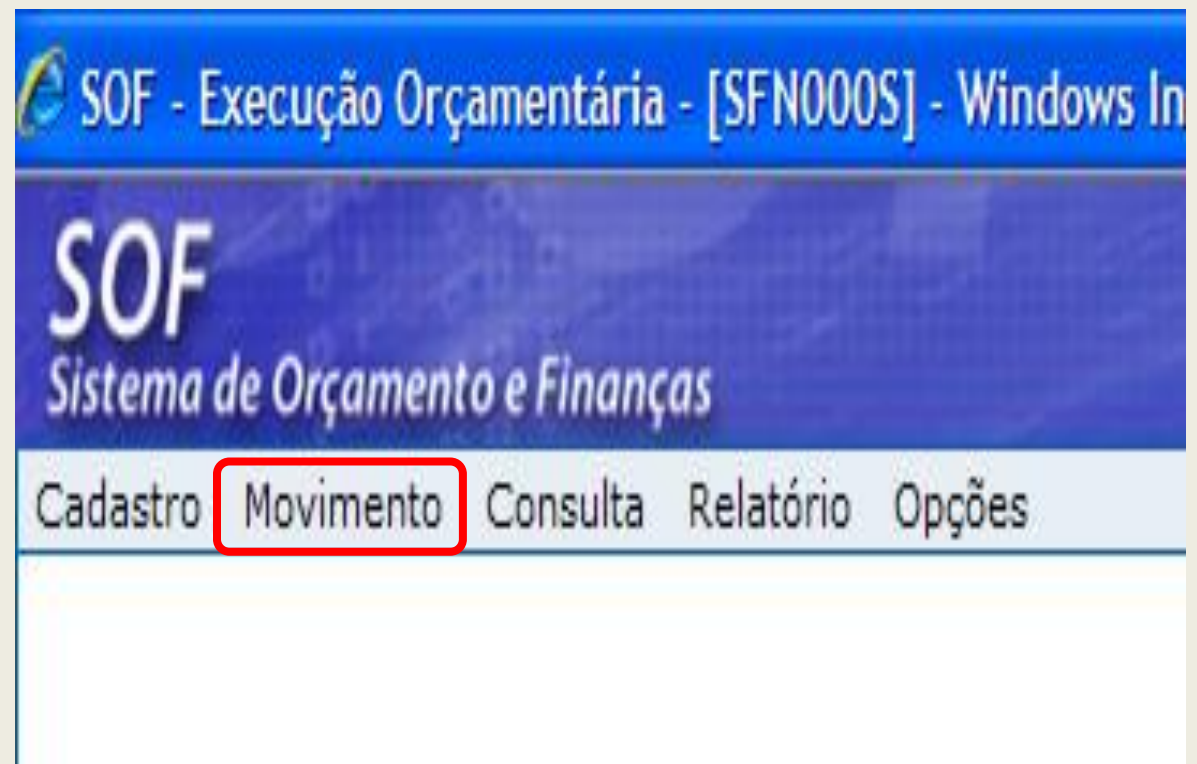 SOF - Execução Orçamentária - [SFN000S] - Windows In
SOF
Sistema de Orçamento e Finanças
Cadastro Movimento Consulta Relatório Opções